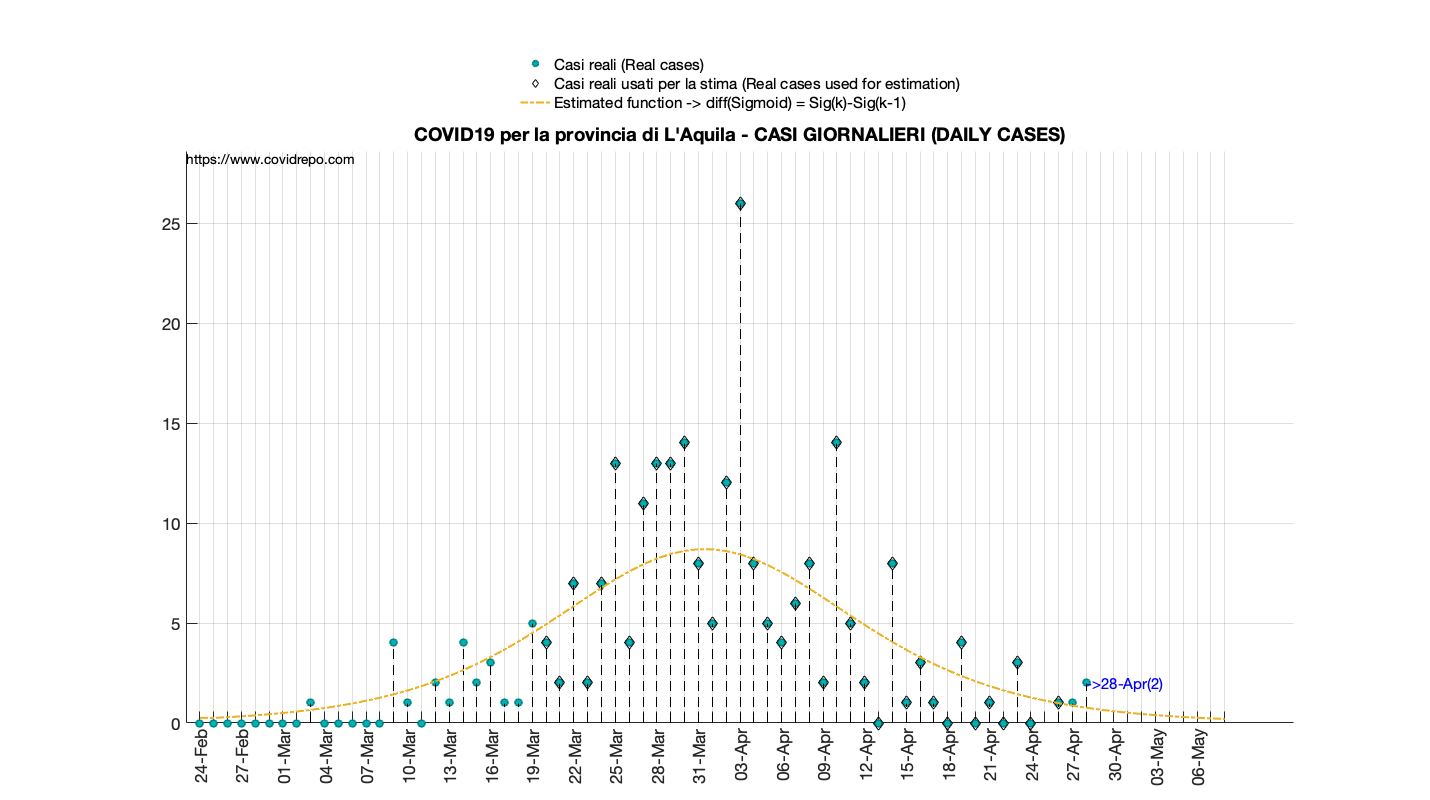 Casi reali (Real cases)
Casi reali usati per la stima (Real cases used for estimation)
Estimated function -> diff(Sigmoid) = Sig(k)-Sig(k-1)
COVID19 per la provincia di L'Aquila - CASI GIORNALIERI (DAILY CASES)
https://www.covidrepo.com
25
20
15
10
5
0
->28-Apr(2)
24-Feb
27-Feb
01-Mar
04-Mar
07-Mar
10-Mar
13-Mar
16-Mar
19-Mar
22-Mar
25-Mar
28-Mar
31-Mar
03-Apr
06-Apr
09-Apr
12-Apr
15-Apr
18-Apr
21-Apr
24-Apr
27-Apr
30-Apr
03-May
06-May